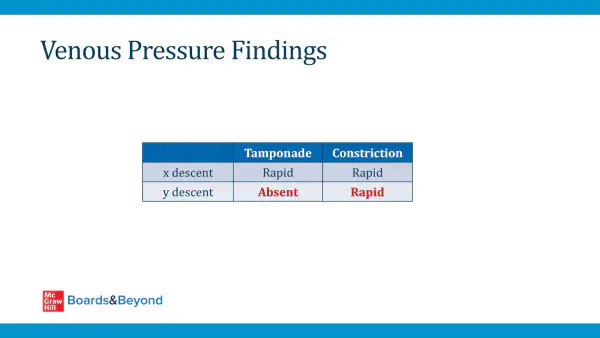 Venous Pressure Findings
Tamponade Constriction
x descent Rapid Rapid
y descent Absent Rapid
Mc
Graw
Hill
Boards&Beyond